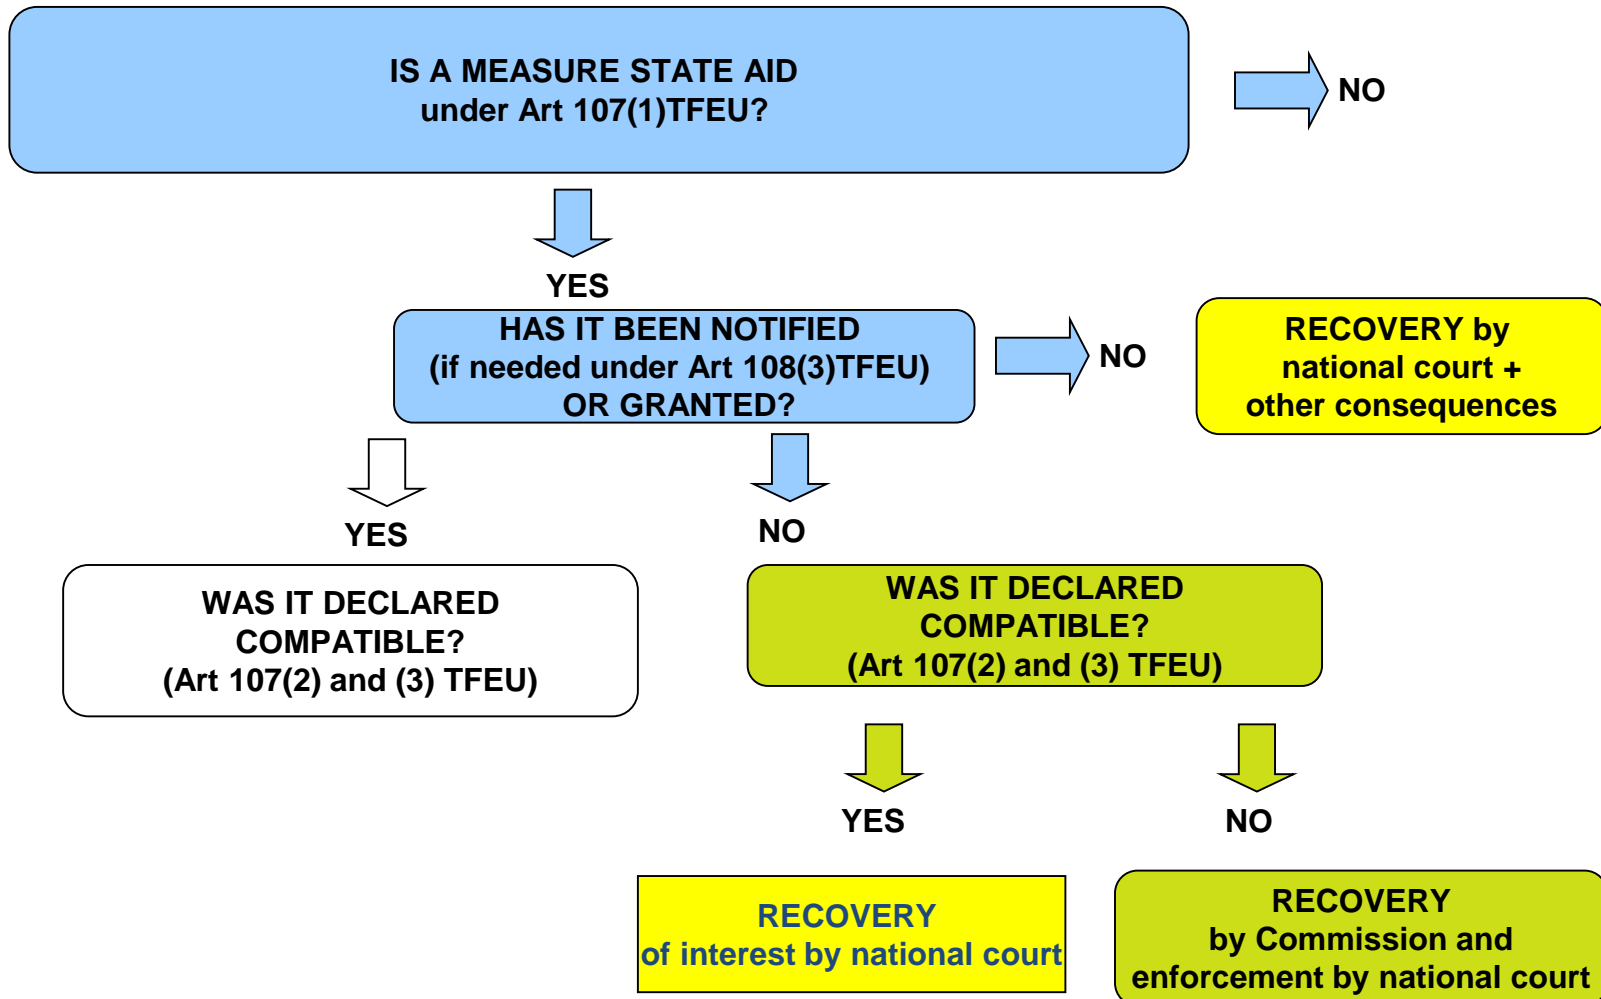 IS A MEASURE STATE AID
under Art 107(1)TFEU?
NO
YES
HAS IT BEEN NOTIFIED
(if needed under Art 108(3)TFEU)
OR GRANTED?
NO
RECOVERY by
national court +
other consequences
YES
NO
WAS IT DECLARED
COMPATIBLE?
(Art 107(2) and (3) TFEU)
WAS IT DECLARED
COMPATIBLE?
(Art 107(2) and (3) TFEU)
YES
NO
RECOVERY
of interest by national court
RECOVERY
by Commission and
enforcement by national court